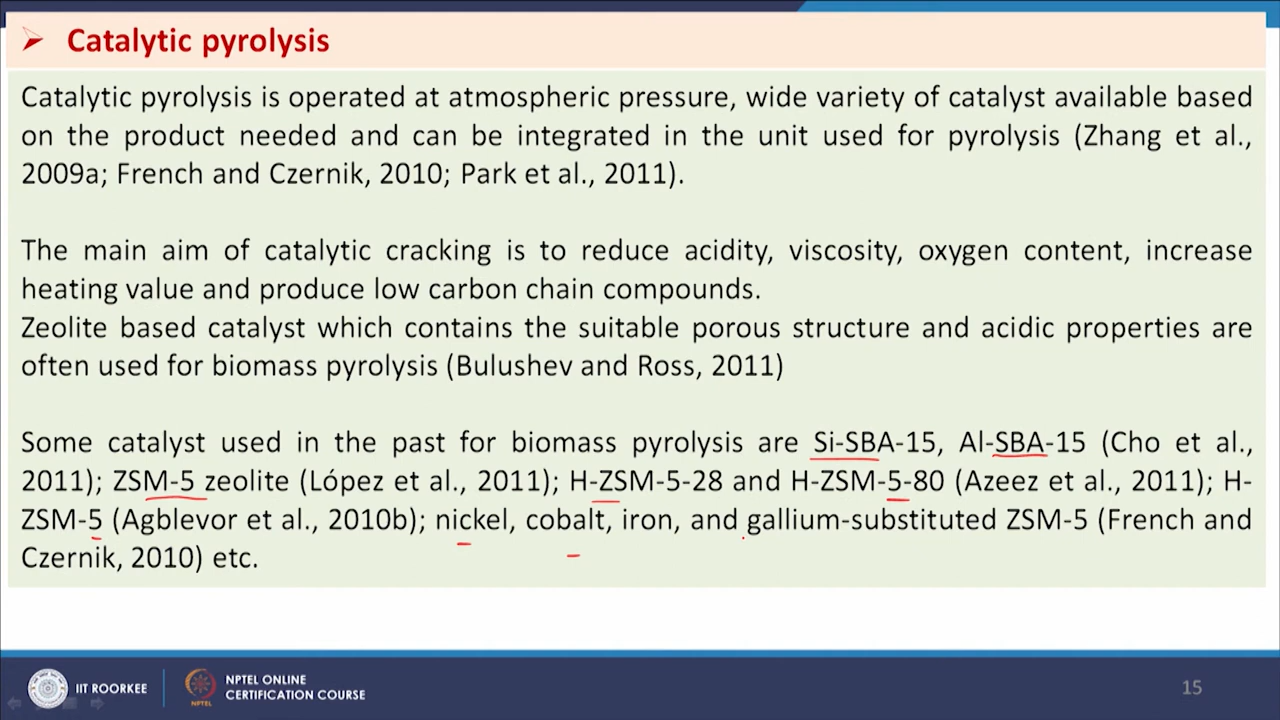 Catalytic pyrolysis
Catalytic pyrolysis is operated at atmospheric pressure, wide variety of catalyst available based
on the product needed and can be integrated in the unit used for pyrolysis (Zhang et al.,
2009a; French and Czernik, 2010; Park et al., 2011).
The main aim of catalytic cracking is to reduce acidity, viscosity, oxygen content, increase
heating value and produce low carbon chain compounds.
Zeolite based catalyst which contains the suitable porous structure and acidic properties are
often used for biomass pyrolysis (Bulushev and Ross, 2011)
Some catalyst used in the past for biomass pyrolysis are Si-SBA-15, Al-SBA-15 (Cho et al.,
2011); ZSM-5 zeolite (López et al., 2011); H-ZSM-5-28 and H-ZSM-5-80 (Azeez et al., 2011); H-
ZSM-5 (Agblevor et al., 2010b); nickel, cobalt, iron, and gallium-substituted ZSM-5 (French and
Czernik, 2010) etc.
IIT ROORKEE
NPTEL
NPTEL ONLINE
CERTIFICATION COURSE
15